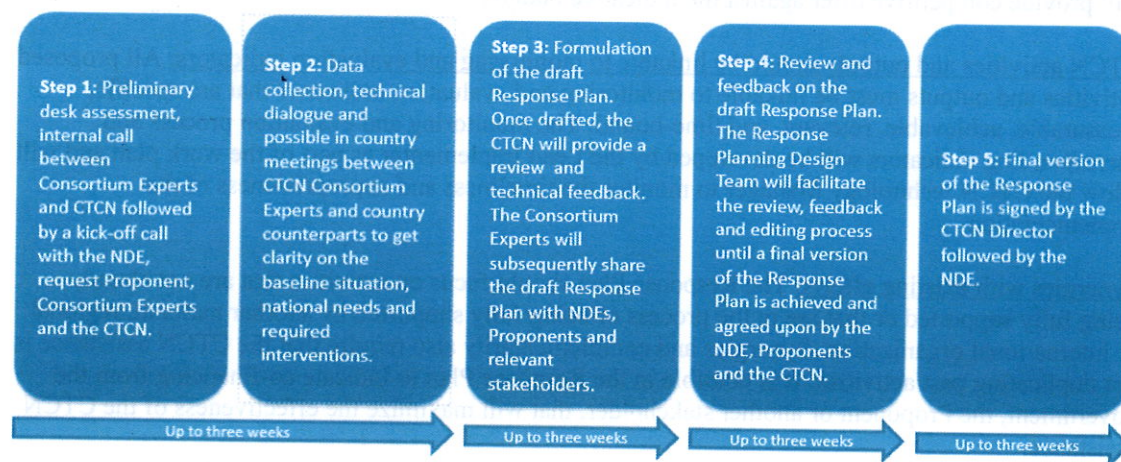 Step 1: Preliminary
desk assessment,
internal call
between
Consortium Experts
and CTCN followed
by a kick-off call
with the NDE,
request Proponent,
Consortium Experts
and the CTCN.
Step 2: Data
collection, technical
dialogue and
possible in country
meetings between
CTCN Consortium
Experts and country
counterparts to get
clarity on the
baseline situation,
national needs and
required
interventions.
Step 3: Formulation
of the draft
Response Plan.
Once drafted, the
CTCN will provide a
review and
technical feedback.
The Consortium
Experts will
subsequently share
the draft Response
Plan with NDEs,
Proponents and
relevant
stakeholders.
Step 4: Review and
feedback on the
draft Response Plan.
The Response
Planning Design
Team will facilitate
the review, feedback
and editing process
until a final version
of the Response
Plan is achieved and
agreed upon by the
NDE, Proponents
and the CTCN.
Step 5: Final version
of the Response
Plan is signed by the
CTCN Director
followed by the
NDE.
Up to three weeks
Up to three weeks
Up to three weeks
Up to three weeks